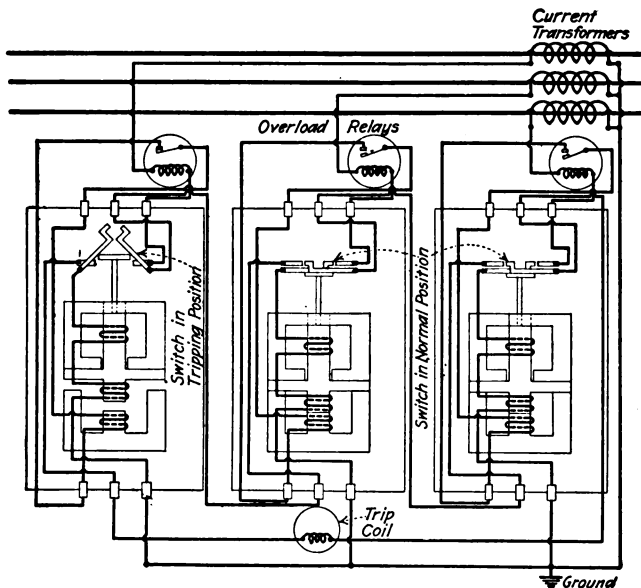 Current
Transformers
Overload Relays
Switch in
Tripping Position
Switch in Normal Position
Trip
Coil
Ground